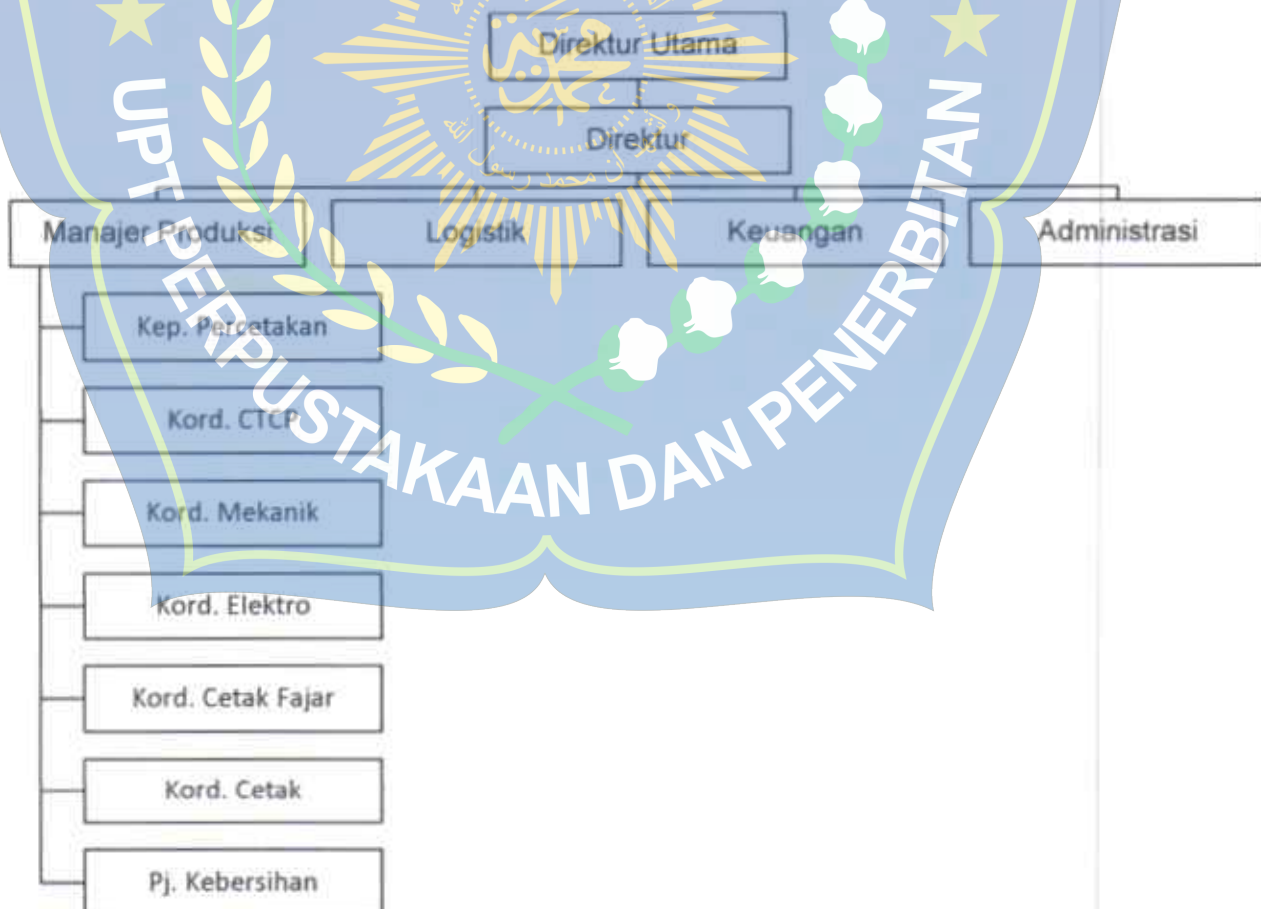 Direktur Utama
Direktur
Manajer Produksi
Logistik
Keuangan
Administrasi
Kep. Percetakan
Kord. CTCP
Kord. Mekanik
Kord. Elektro
Kord. Cetak Fajar
Kord. Cetak
Pj. Kebersihan
UPT PERPUSTAKAAN DAN PENERBITAN